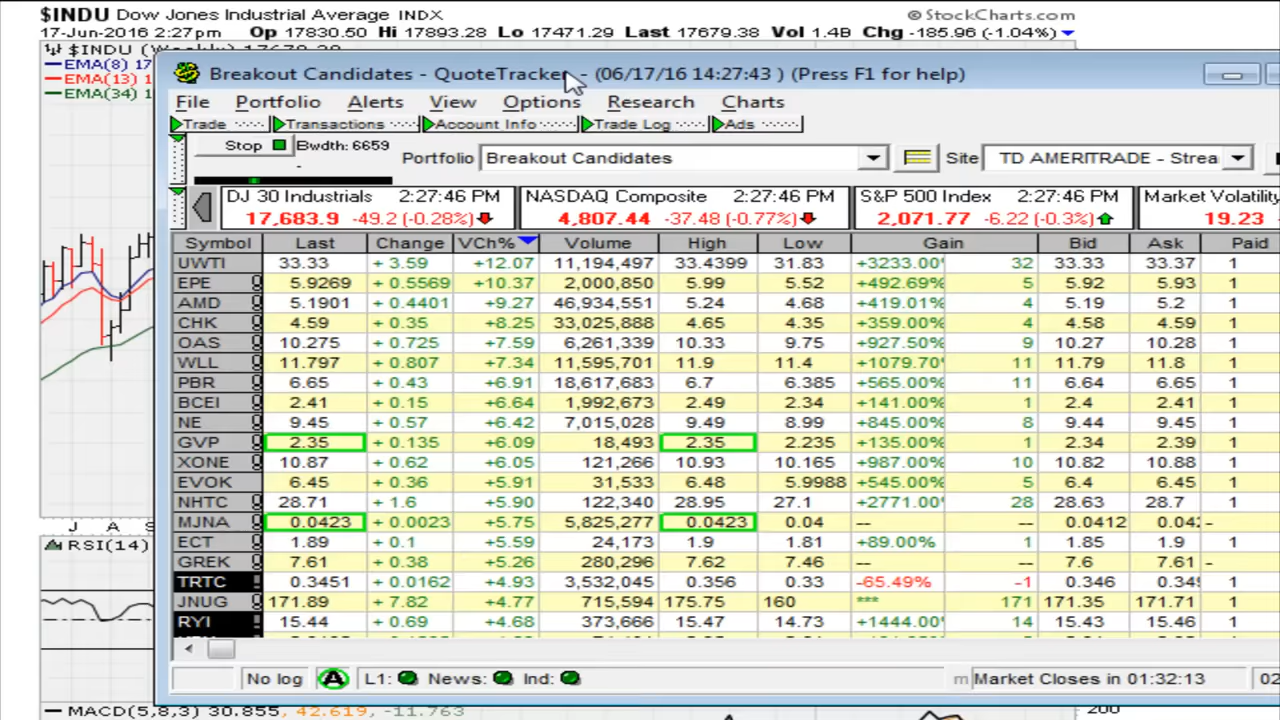 $INDU Dow Jones Industrial Average INDX
© StockCharts.com
17-Jun-2016 2:27pm Op 17830.50 Hi 17893.28 Lo 17471.29 Last 17679.38 Vol 1.4B Chg -185.96 (-1.04%)
$INDU (Weekly) 17679.38
EMA(8) 17
EMA(13) 1
EMA(34) 1
Breakout Candidates - QuoteTracker - (06/17/16 14:27:43 ) (Press F1 for help)
File Portfolio Alerts View Options Research Charts
Trade Transactions Account Info Trade Log Ads
Stop Bwdth: 6659
-
Portfolio Breakout Candidates Site TD AMERITRADE - Strea
DJ 30 Industrials 2:27:46 PM NASDAQ Composite 2:27:46 PM S&P 500 Index 2:27:46 PM Market Volatility
17,683.9 -49.2 (-0.28%) 4,807.44 -37.48 (-0.77%) 2,071.77 -6.22 (-0.3%) 19.23
Symbol Last Change VCh% Volume High Low Gain Bid Ask Paid
UWTI 33.33 + 3.59 +12.07 11,194,497 33.4399 31.83 +3233.00% 32 33.33 33.37 1
EPE 5.9269 + 0.5569 +10.37 2,000,850 5.99 5.52 +492.69% 5 5.92 5.93 1
AMD 5.1901 + 0.4401 +9.27 46,934,551 5.24 4.68 +419.01% 4 5.19 5.2 1
CHK 4.59 + 0.35 +8.25 33,025,888 4.65 4.35 +359.00% 4 4.58 4.59 1
OAS 10.275 + 0.725 +7.59 6,261,339 10.33 9.75 +927.50% 9 10.27 10.28 1
WLL 11.797 + 0.807 +7.34 11,595,701 11.9 11.4 +1079.70% 11 11.79 11.8 1
PBR 6.65 + 0.43 +6.91 18,617,683 6.7 6.385 +565.00% 11 6.64 6.65 1
BCEI 2.41 + 0.15 +6.64 1,992,673 2.49 2.34 +141.00% 1 2.4 2.41 1
NE 9.45 + 0.57 +6.42 7,015,028 9.49 8.99 +845.00% 8 9.44 9.45 1
GVP 2.35 + 0.135 +6.09 18,493 2.35 2.235 +135.00% 1 2.34 2.39 1
XONE 10.87 + 0.62 +6.05 121,266 10.93 10.165 +987.00% 10 10.82 10.88 1
EVOK 6.45 + 0.36 +5.91 31,533 6.48 5.9988 +545.00% 5 6.4 6.45 1
NHTC 28.71 + 1.6 +5.90 122,340 28.95 27.1 +2771.00% 28 28.63 28.7 1
MJNA 0.0423 + 0.0023 +5.75 5,825,277 0.0423 0.04 -- -- 0.0412 0.042 -
ECT 1.89 + 0.1 +5.59 24,173 1.9 1.81 +89.00% 1.85 1.9 1
GREK 7.61 + 0.38 +5.26 280,296 7.62 7.46 -- -- 7.6 7.61 -
TRTC 0.3451 + 0.0162 +4.93 3,532,045 0.356 0.33 -65.49% -1 0.346 0.349 1
JNUG 171.89 + 7.82 +4.77 715,594 175.75 160 *** 171 171.35 171.71 1
RYI 15.44 + 0.69 +4.68 373,666 15.47 14.73 +1444.00% 14 15.43 15.46 1
J A S
RSI(14)
No log A L1: News: Ind: m Market Closes in 01:32:13 02
MACD(5,8,3) 30.855, 42.619, -11.763
200